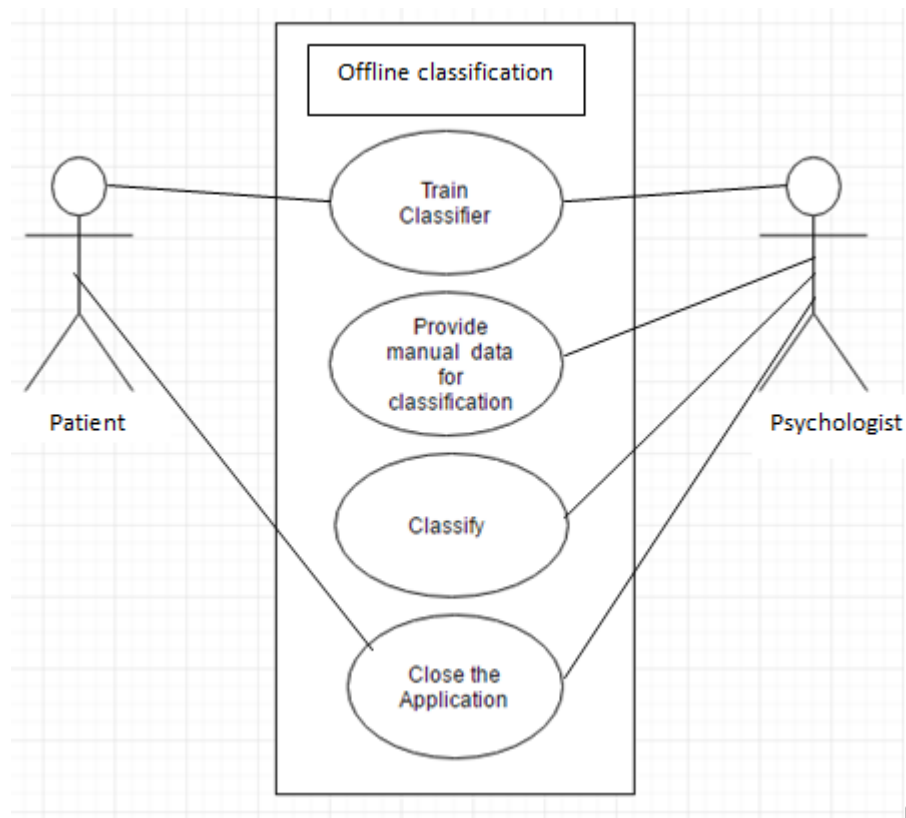 Offline classification
Train
Classifier
Provide
manual data
for
classification
Patient
Psychologist
Classify
Close the
Application